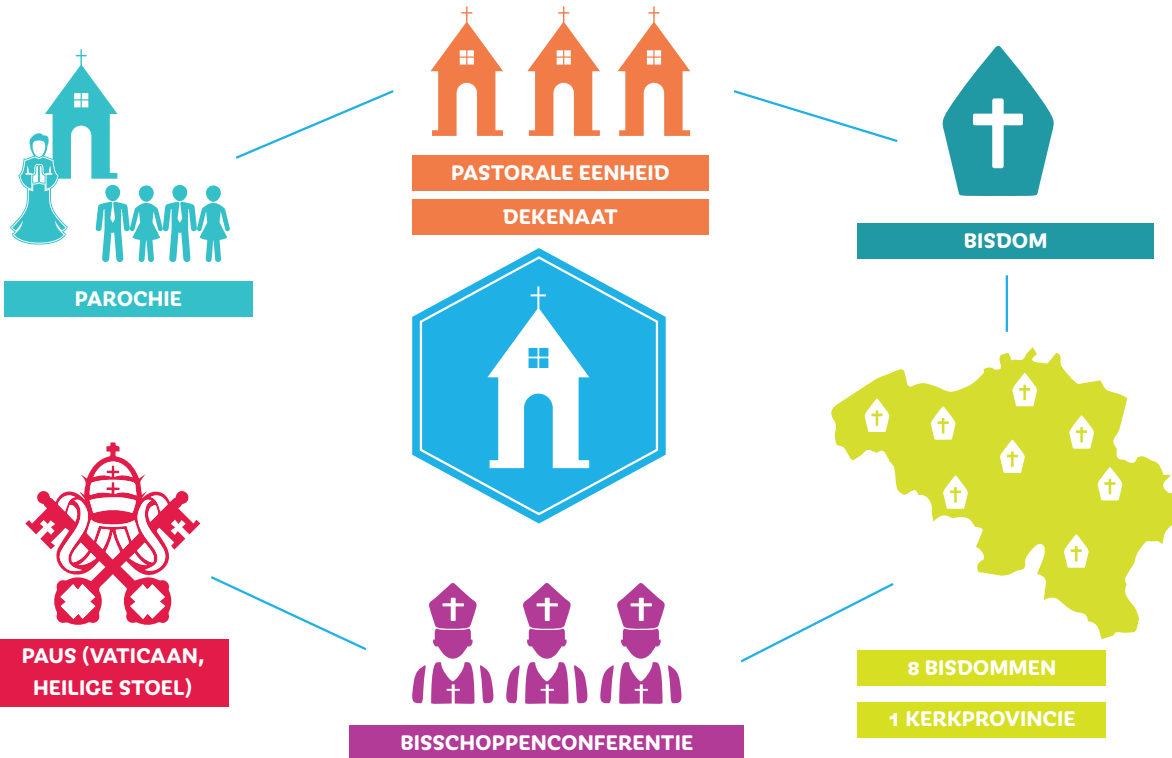 PAROCHIE
PASTORALE EENHEID
DEKENAAT
BISDOM
8 BISDOMMEN
1 KERKPROVINCIE
BISSCHOPPENCONFERENTIE
PAUS (VATICAAN,
HEILIGE STOEL)